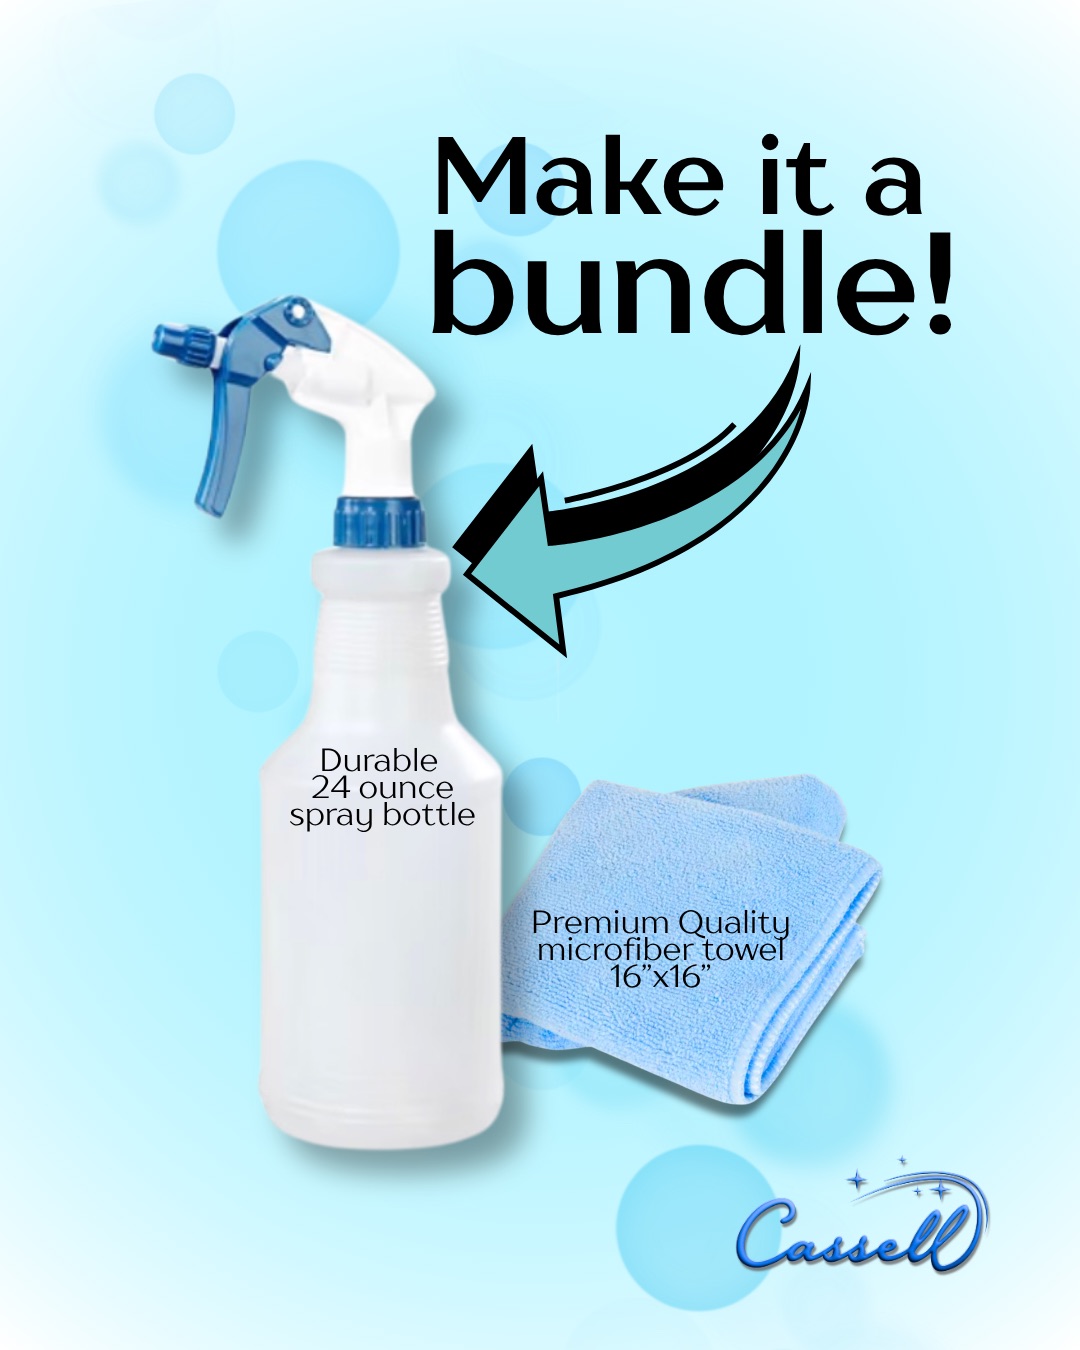 Make it a
bundle!
Durable
24 ounce
spray bottle
Premium Quality
microfiber towel
16”x16”
Cassell